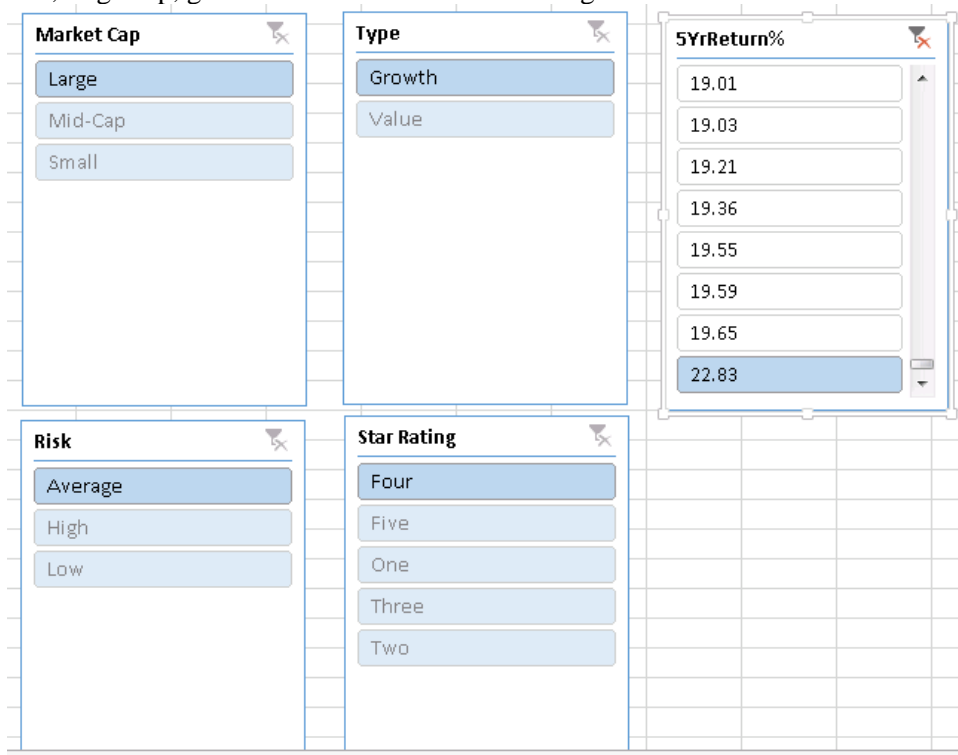 Market Cap
Large
Mid-Cap
Small
Type
Growth
Value
5YrReturn%
19.01
19.03
19.21
19.36
19.55
19.59
19.65
22.83
Risk
Average
High
Low
Star Rating
Four
Five
One
Three
Two